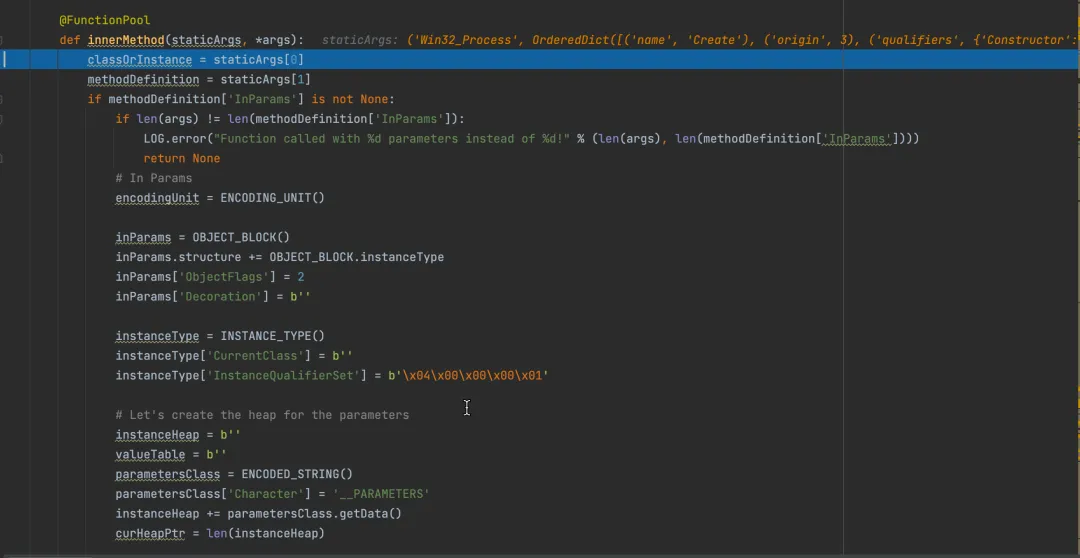 @FunctionPool
def innerMethod(staticArgs, *args):   staticArgs: ('Win32_Process', OrderedDict([('name', 'Create'), ('origin', 3), ('qualifiers', {'Constructor':
    classOrInstance = staticArgs[0]
    methodDefinition = staticArgs[1]
    if methodDefinition['InParams'] is not None:
        if len(args) != len(methodDefinition['InParams']):
            LOG.error("Function called with %d parameters instead of %d!" % (len(args), len(methodDefinition['InParams'])))
            return None
        # In Params
        encodingUnit = ENCODING_UNIT()
        inParams = OBJECT_BLOCK()
        inParams.structure += OBJECT_BLOCK.instanceType
        inParams['ObjectFlags'] = 2
        inParams['Decoration'] = b''
        instanceType = INSTANCE_TYPE()
        instanceType['CurrentClass'] = b''
        instanceType['InstanceQualifierSet'] = b'\x04\x00\x00\x00\x01'
        # Let's create the heap for the parameters
        instanceHeap = b''
        valueTable = b''
        parametersClass = ENCODED_STRING()
        parametersClass['Character'] = '__PARAMETERS'
        instanceHeap += parametersClass.getData()
        curHeapPtr = len(instanceHeap)